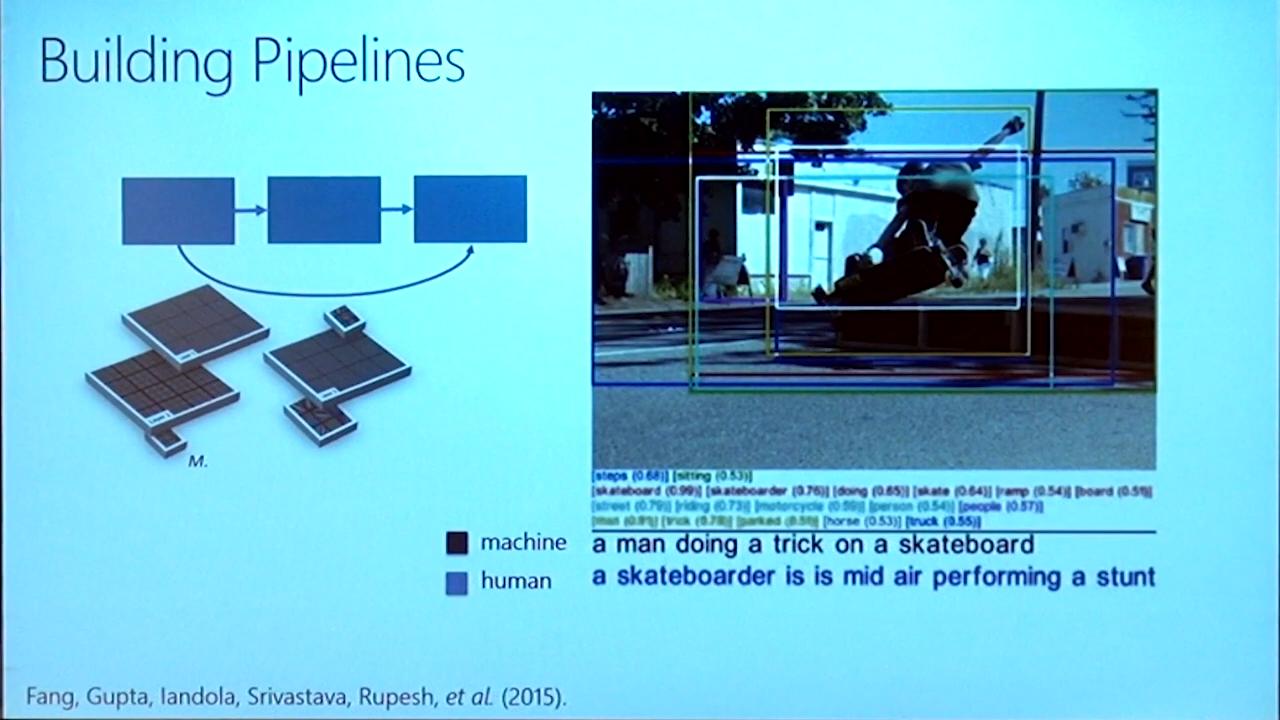 Building Pipelines
M.
[steps (0.68)] [sitting (0.53)]
[skateboard (0.99)] [skateboarder (0.76)] [doing (0.65)] [skate (0.64)] [ramp (0.54)] [board (0.51)]
[street (0.79)] [riding (0.73)] [motorcycle (0.59)] [person (0.54)] [people (0.57)]
[man (0.91)] [trick (0.78)] [parked (0.51)] [horse (0.53)] [truck (0.55)]
machine a man doing a trick on a skateboard
human a skateboarder is is mid air performing a stunt
Fang, Gupta, Iandola, Srivastava, Rupesh, et al. (2015).